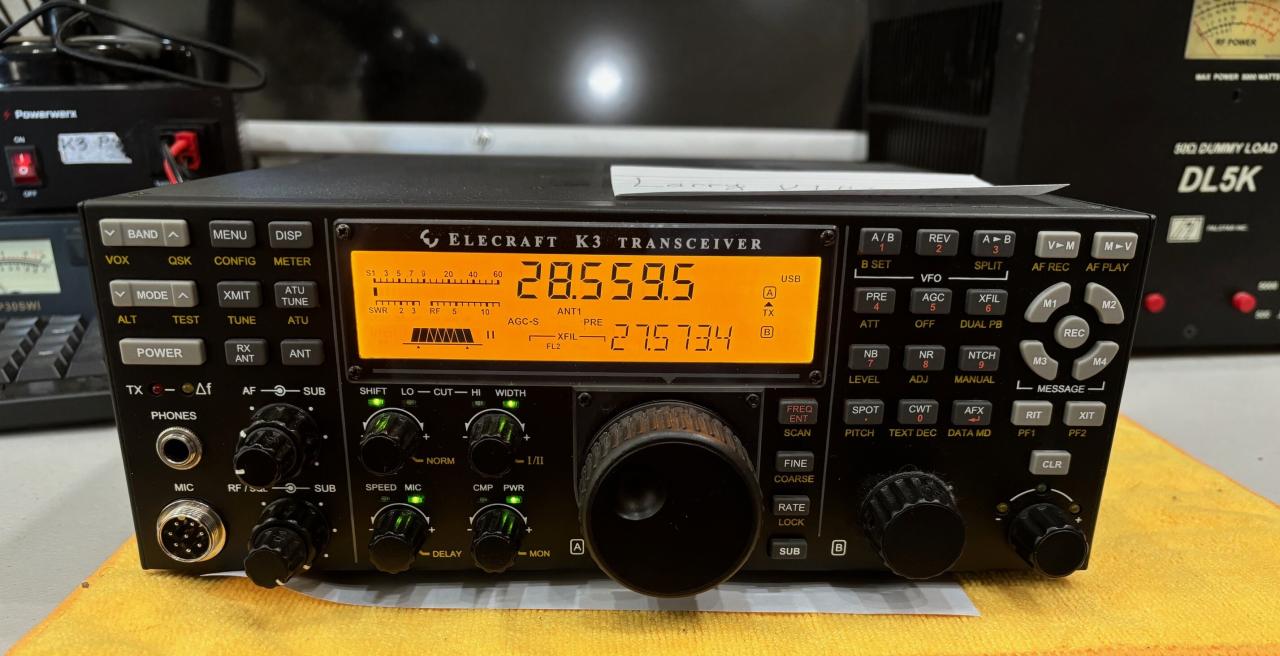 RF POWER
MAX POWER 5000 WATTS
Powerwerx
ON
K3 PS
OFF
50Ω DUMMY LOAD
DL5K
PALSTAR INC.
ELECRAFT K3 TRANSCEIVER
BAND
MENU
DISP
VOX
QSK
CONFIG
METER
MODE
XMIT
ATU TUNE
ALT
TEST
TUNE
ATU
POWER
RX ANT
ANT
TX
Δf
AF
SUB
PHONES
MIC
RF / SQL
SUB
S1 3 5 7 9 20 40 60
28.559.5
USB
A
TX
B
SWR 2 3 RF 5 10
ANT1
AGC-S
PRE
XFIL
FL2
II
27.573.4
SHIFT
LO
CUT
HI
WIDTH
NORM
I/II
SPEED
MIC
CMP
PWR
DELAY
MON
A
FREQ ENT
SCAN
FINE
COARSE
RATE
LOCK
SUB
B
A / B
1
REV
2
A►B
3
B SET
SPLIT
VFO
PRE
4
AGC
5
XFIL
6
ATT
OFF
DUAL PB
NB
7
NR
8
NTCH
9
LEVEL
ADJ
MANUAL
SPOT
.
CWT
0
AFX
PITCH
TEXT DEC
DATA MD
V►M
M►V
AF REC
AF PLAY
M1
M2
REC
M3
M4
MESSAGE
RIT
XIT
PF1
PF2
CLR